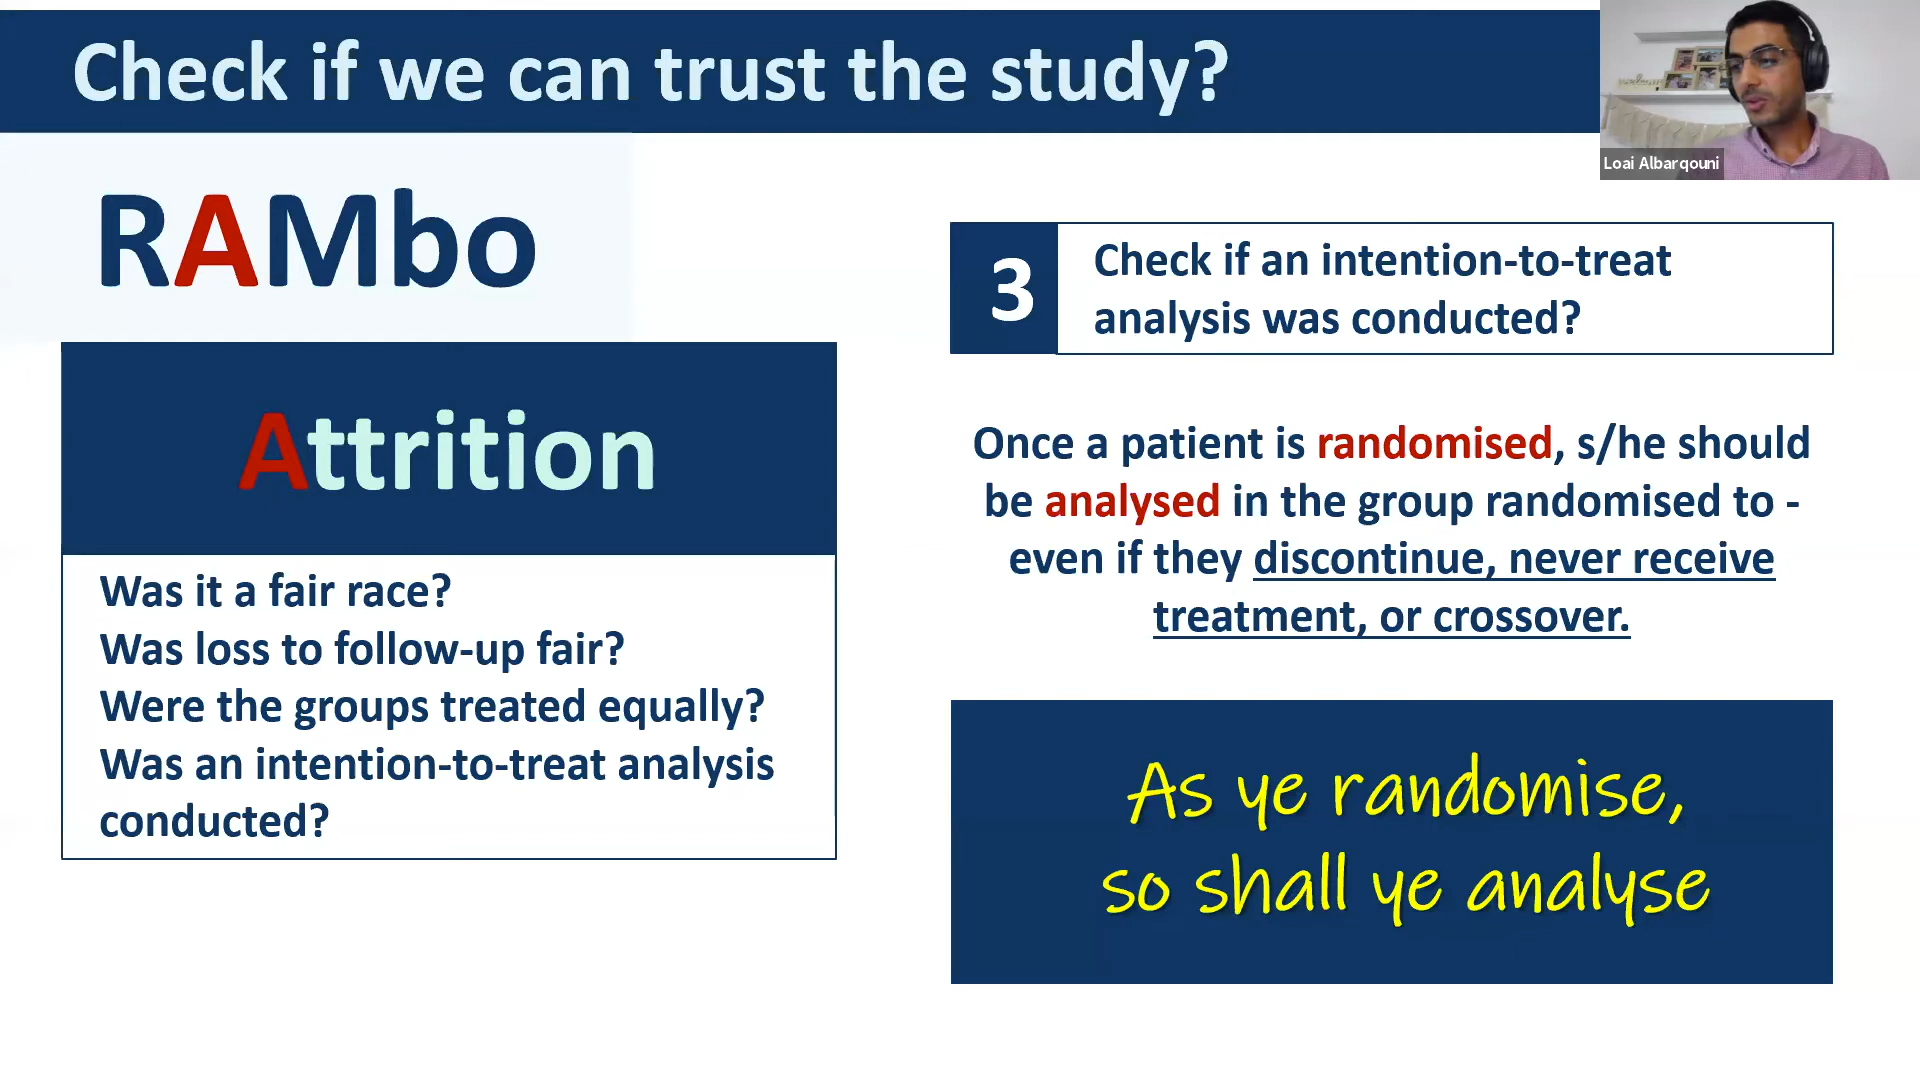 Check if we can trust the study?
Loai Albarqouni
RAMbo
Attrition
Was it a fair race?
Was loss to follow-up fair?
Were the groups treated equally?
Was an intention-to-treat analysis
conducted?
3
Check if an intention-to-treat
analysis was conducted?
Once a patient is randomised, s/he should
be analysed in the group randomised to -
even if they discontinue, never receive
treatment, or crossover.
As ye randomise,
so shall ye analyse